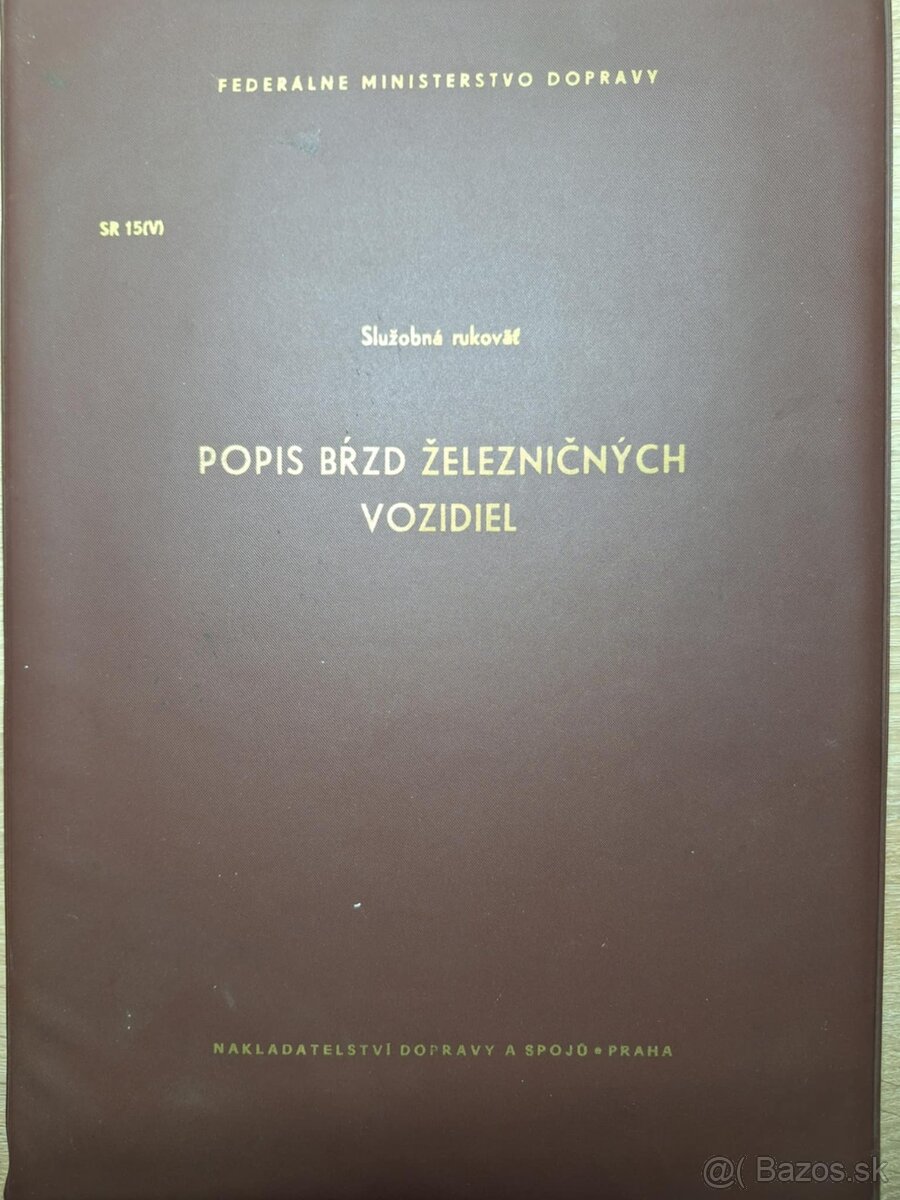 FEDERÁLNE MINISTERSTVO DOPRAVY
SR 15(V)
Služobná rukoväť
POPIS BŔZD ŽELEZNIČNÝCH
VOZIDIEL
NAKLADATELSTVÍ DOPRAVY A SPOJŮ • PRAHA
@( Bazos.sk